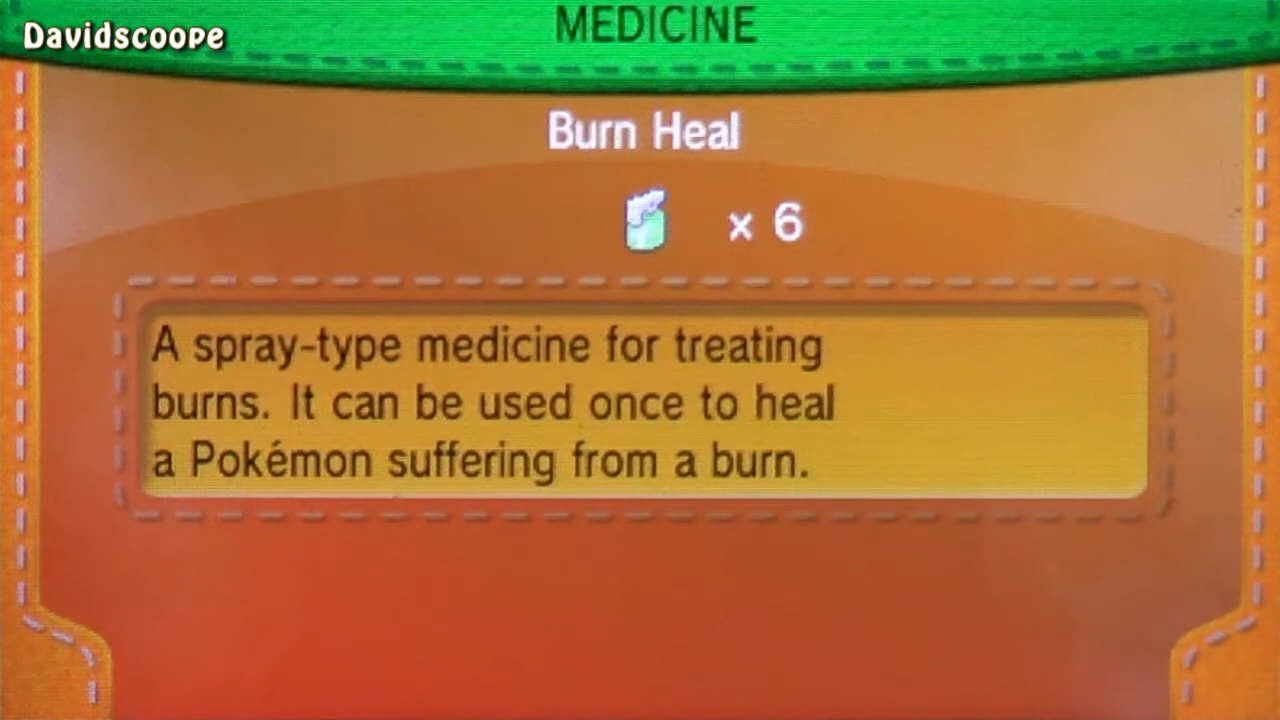 Davidscoope
MEDICINE
Burn Heal
x 6
A spray-type medicine for treating
burns. It can be used once to heal
a Pokémon suffering from a burn.